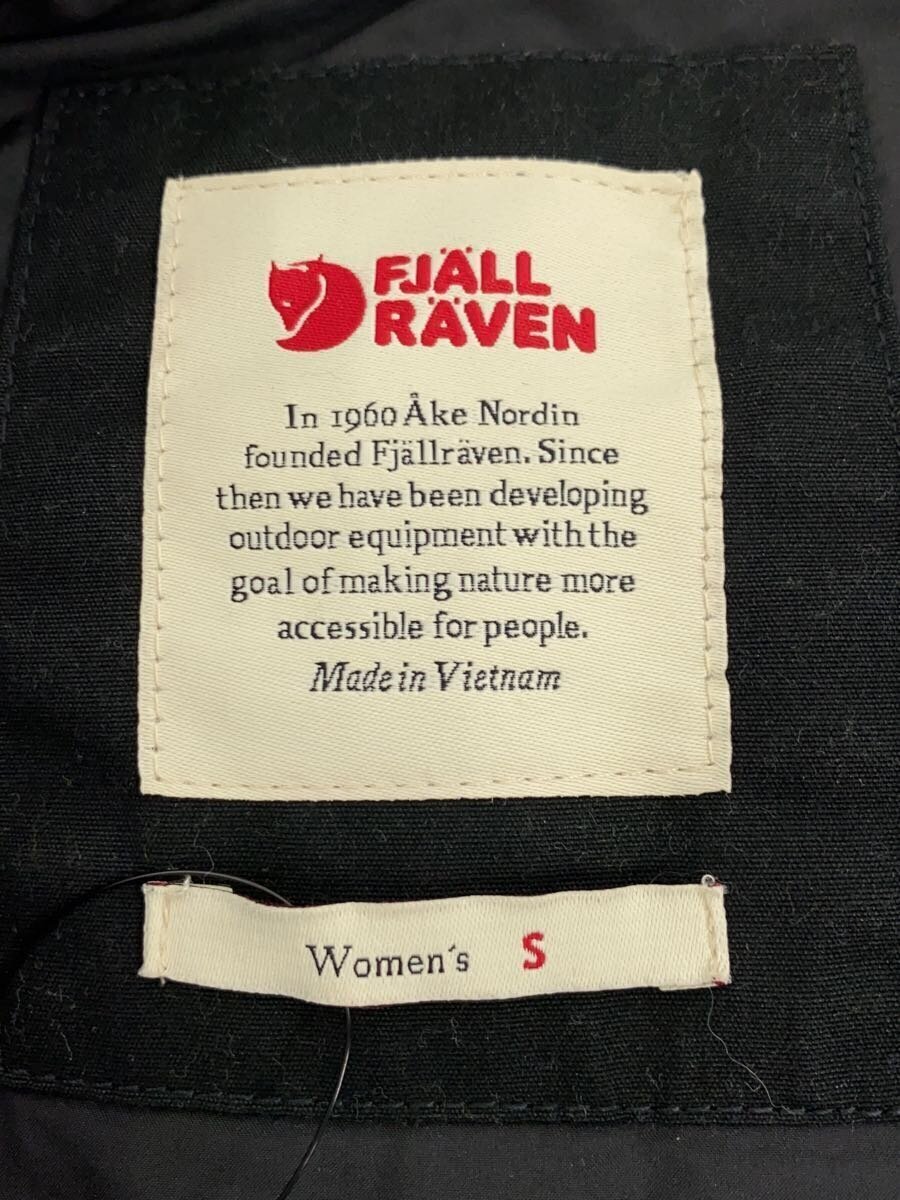 FJÄLL
RÄVEN
In 1960 Åke Nordin
founded Fjällräven. Since
then we have been developing
outdoor equipment with the
goal of making nature more
accessible for people.
Made in Vietnam
Women´s S